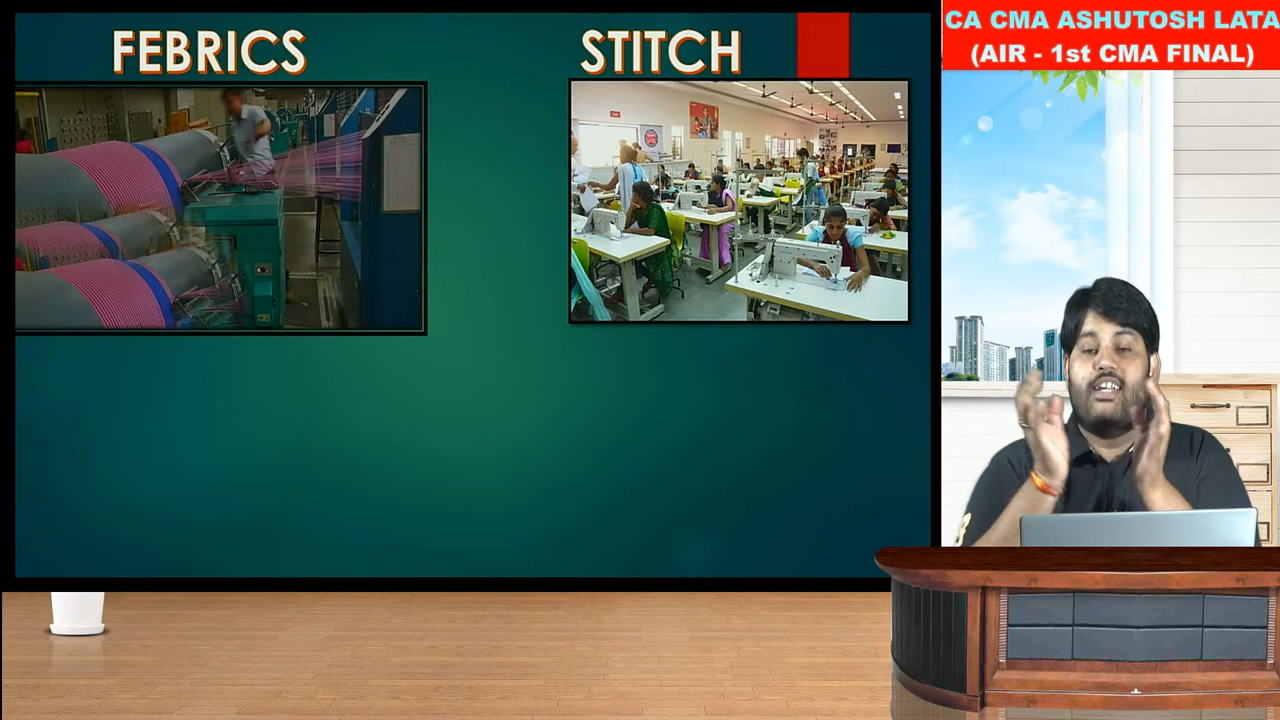 FEBRICS
STITCH
CA CMA ASHUTOSH LATA
(AIR - 1st CMA FINAL)